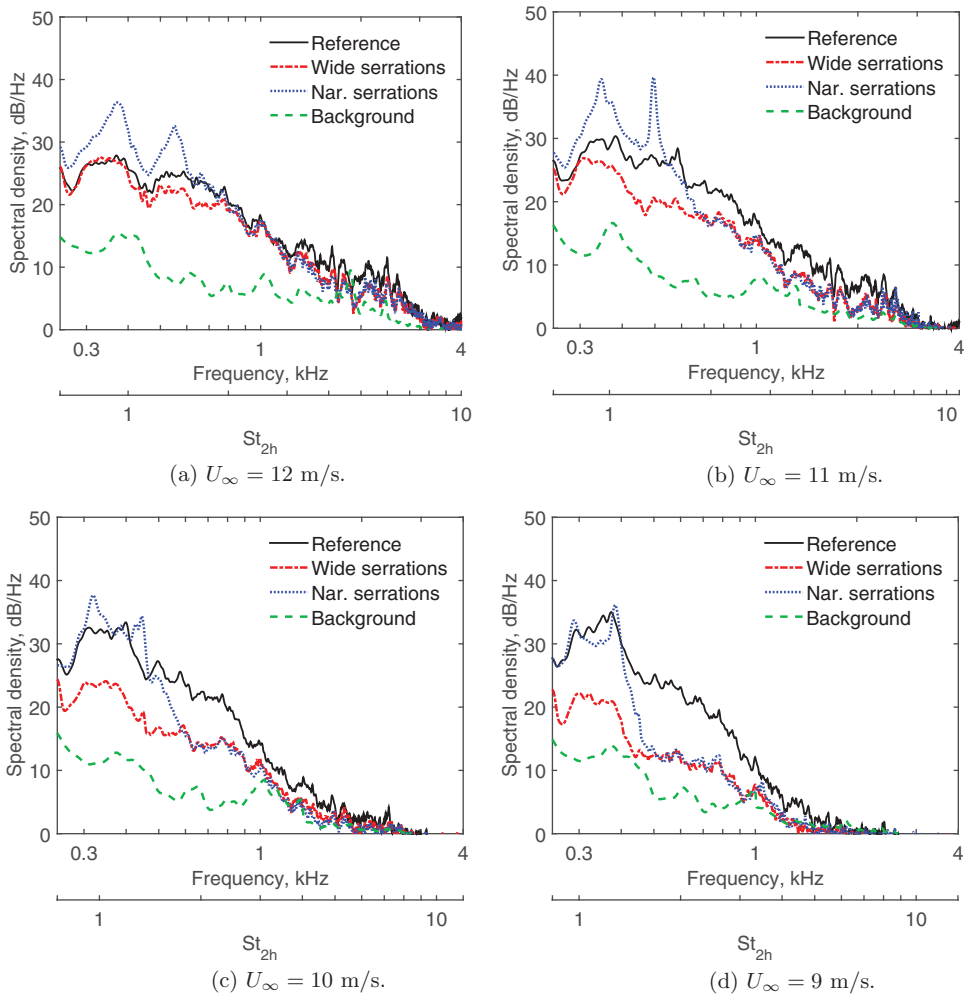 50
40
30
20
10
0
Spectral density, dB/Hz
Reference
Wide serrations
Nar. serrations
Background
0.3 1 4
Frequency, kHz
1 10
St2h
(a) U∞ = 12 m/s.
50
40
30
20
10
0
Spectral density, dB/Hz
Reference
Wide serrations
Nar. serrations
Background
0.3 1 4
Frequency, kHz
1 10
St2h
(b) U∞ = 11 m/s.
50
40
30
20
10
0
Spectral density, dB/Hz
Reference
Wide serrations
Nar. serrations
Background
0.3 1 4
Frequency, kHz
1 10
St2h
(c) U∞ = 10 m/s.
50
40
30
20
10
0
Spectral density, dB/Hz
Reference
Wide serrations
Nar. serrations
Background
0.3 1 4
Frequency, kHz
1 10
St2h
(d) U∞ = 9 m/s.